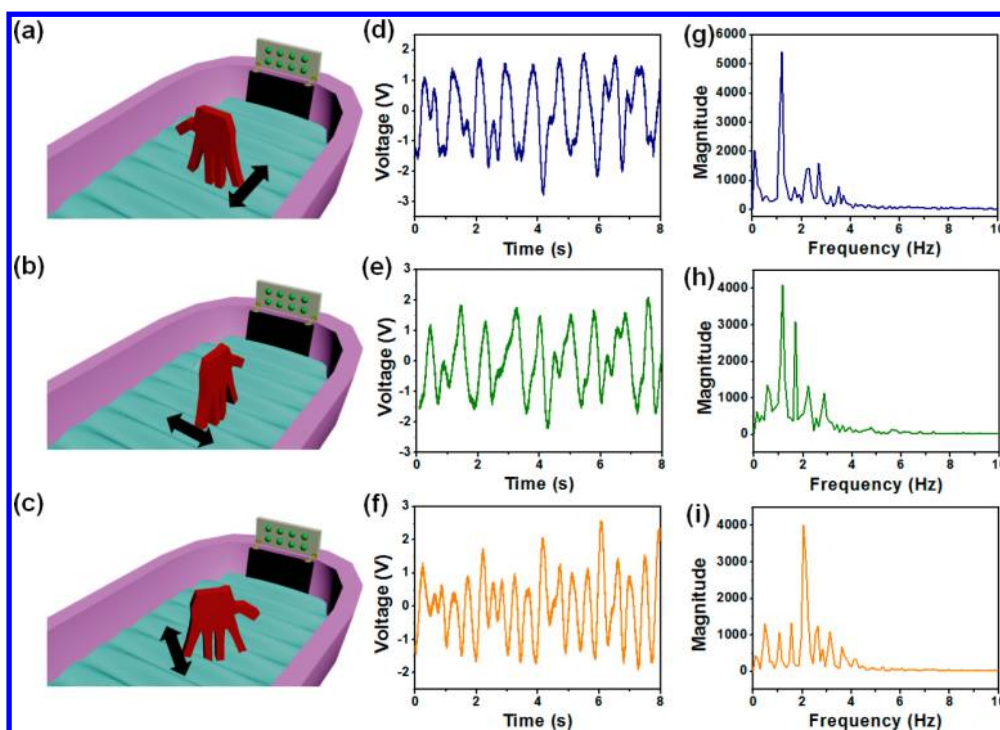 (a)
(d)
2
1
0
-1
-2
-3
Voltage (V)
0 2 4 6 8
Time (s)
(g)
6000
5000
4000
3000
2000
1000
0
Magnitude
0 2 4 6 8 10
Frequency (Hz)
(b)
(e)
3
2
1
0
-1
-2
-3
Voltage (V)
0 2 4 6 8
Time (s)
(h)
4000
3000
2000
1000
0
Magnitude
0 2 4 6 8 10
Frequency (Hz)
(c)
(f)
3
2
1
0
-1
-2
Voltage (V)
0 2 4 6 8
Time (s)
(i)
4000
3000
2000
1000
0
Magnitude
0 2 4 6 8 10
Frequency (Hz)